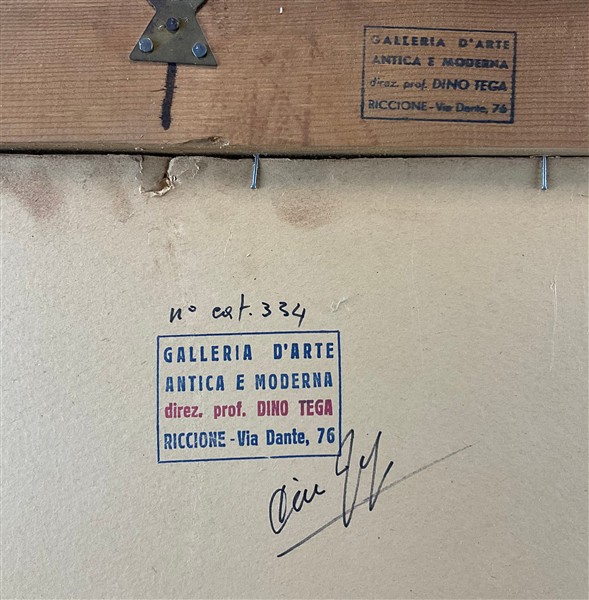 GALLERIA D'ARTE
ANTICA E MODERNA
direz. prof. DINO TEGA
RICCIONE - Via Dante, 76
n° cat. 334
GALLERIA D'ARTE
ANTICA E MODERNA
direz. prof. DINO TEGA
RICCIONE - Via Dante, 76